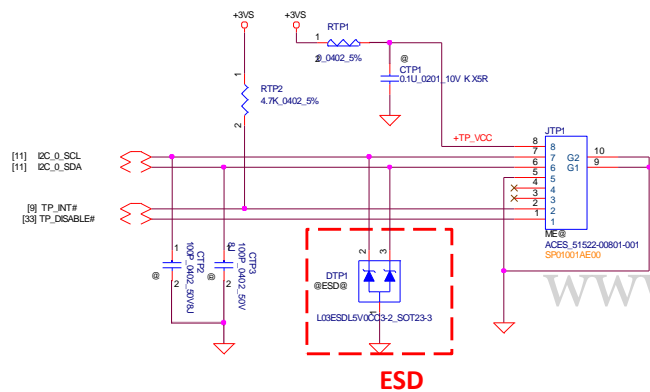 +3VS
+3VS
RTP1
1
2
0_0402_5%
@
CTP1
0.1U_0201_10V K X5R
1
RTP2
4.7K_0402_5%
2
+TP_VCC
JTP1
8
7
6
5
4
3
2
1
8
7
6
5
4
3
2
1
G2
G1
10
9
ME@
ACES_51522-00801-001
SP01001AE00
[11] I2C_0_SCL
[11] I2C_0_SDA
[9] TP_INT#
[33] TP_DISABLE#
1
2
@
CTP2
100P_0402_50V8J
1
2
@
CTP3
100P_0402_50V
8J
2
3
DTP1
@ESD@
1
L03ESDL5V0CC3-2_SOT23-3
ESD
www